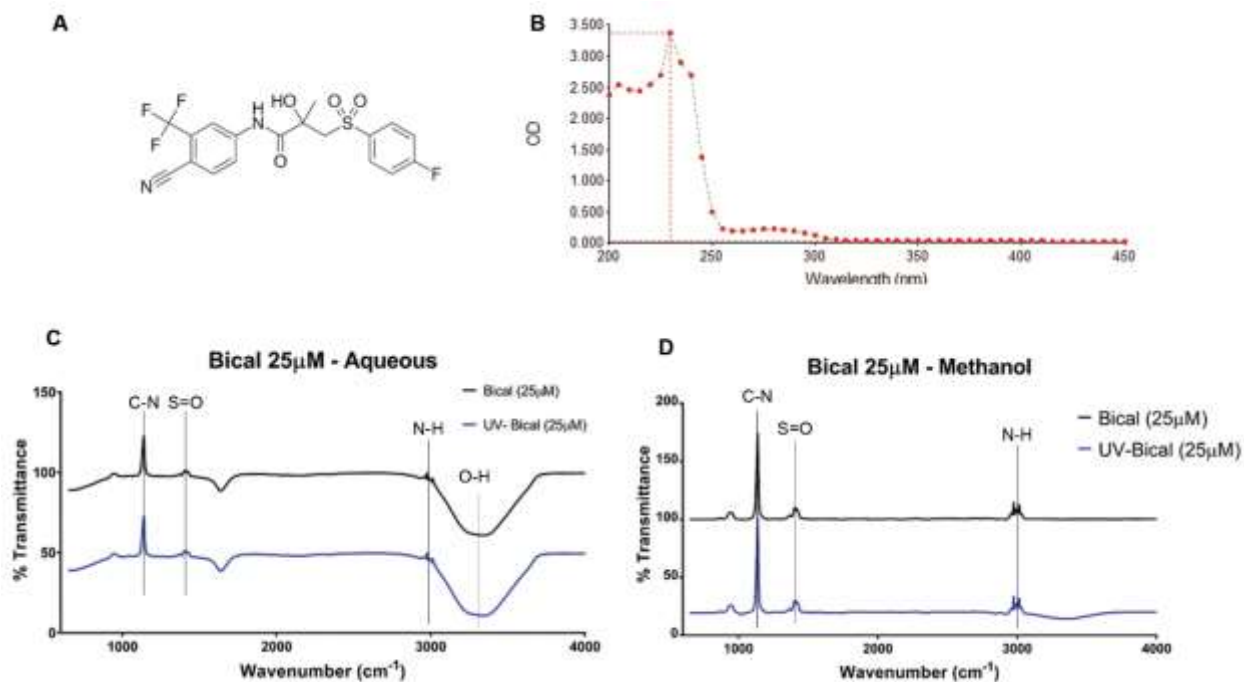 A
F
F
F
N
H
N
HO
O
O
O
S
F
B
3.500
3.000
2.500
2.000
1.500
1.000
0.500
0.000
OD
200
250
300
350
400
450
Wavelength (nm)
C
Bical 25μM - Aqueous
150
100
50
0
% Transmittance
C-N
S=O
N-H
O-H
Bical (25μM)
UV- Bical (25μM)
1000
2000
3000
4000
Wavenumber (cm-1)
D
Bical 25μM - Methanol
200
150
100
50
0
% Transmittance
C-N
S=O
N-H
Bical (25μM)
UV-Bical (25μM)
1000
2000
3000
4000
Wavenumber (cm-1)